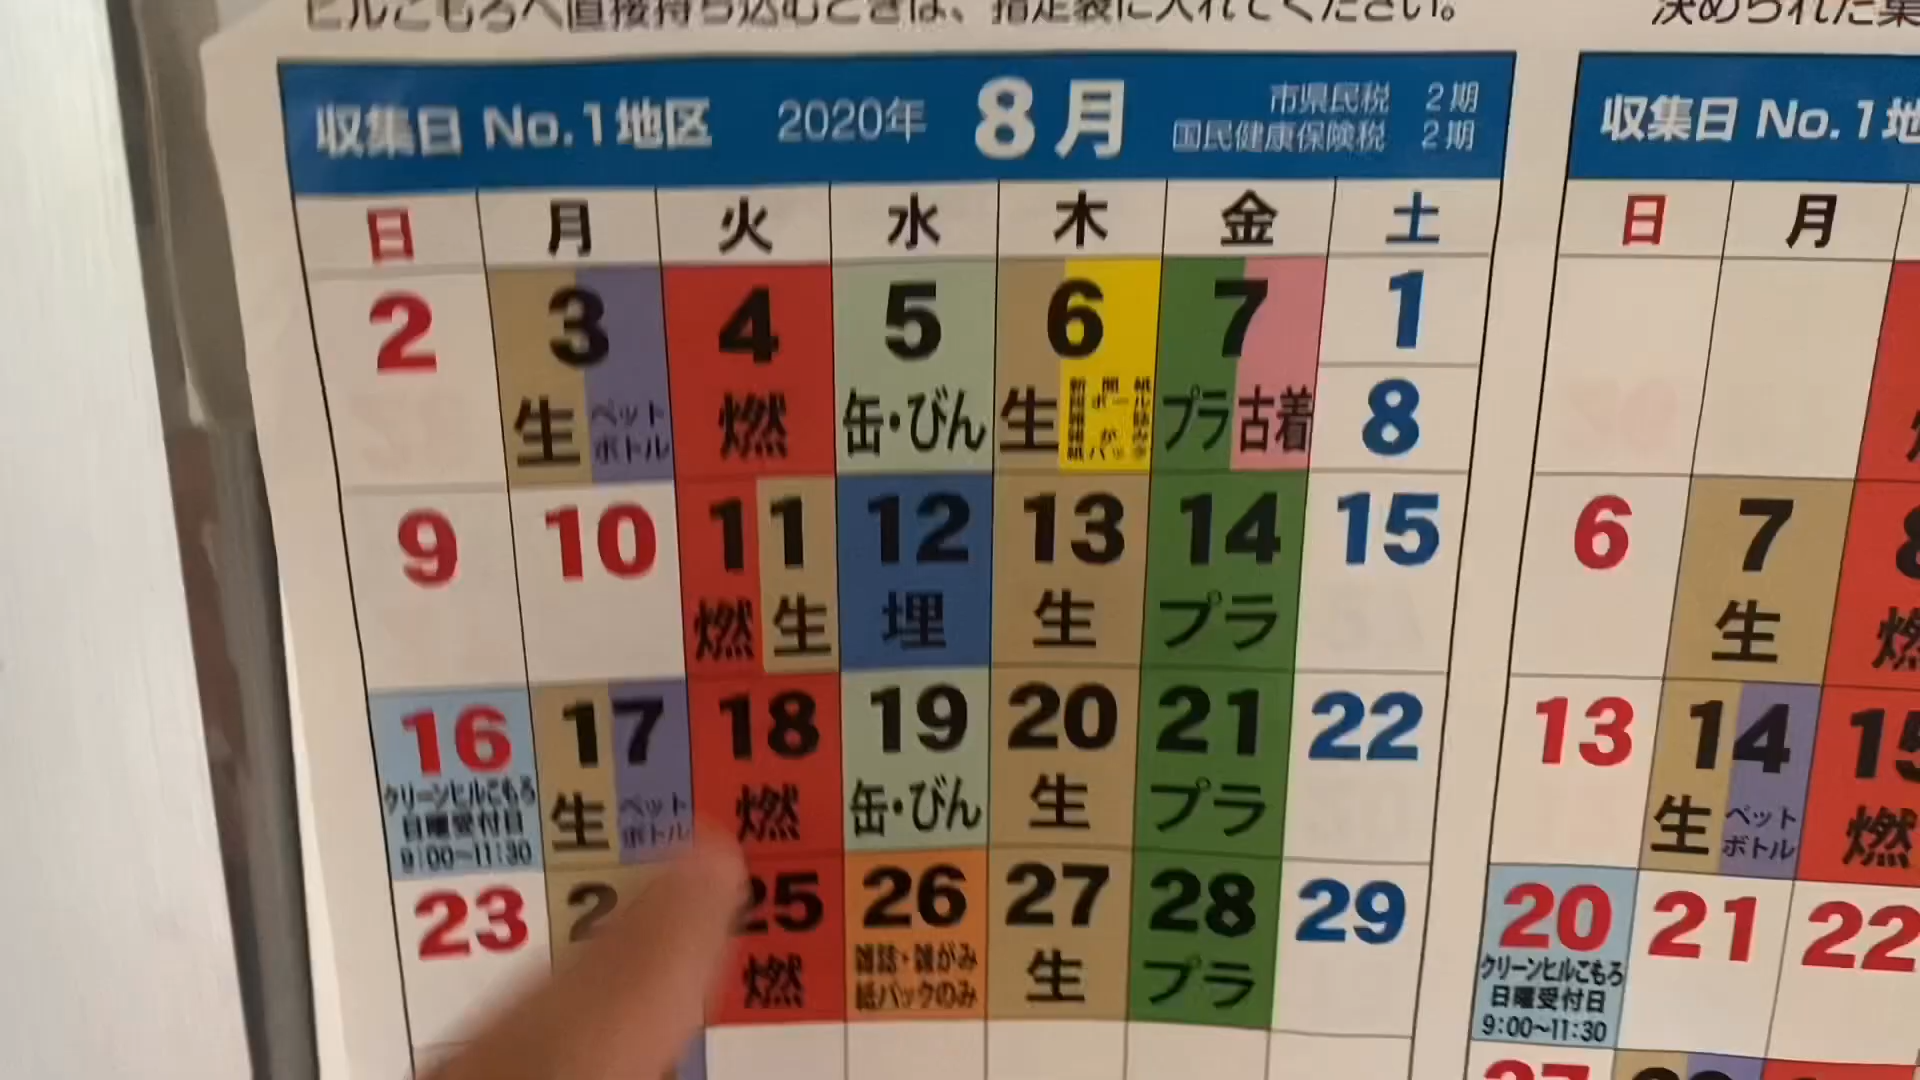 ヒルこもろへ直接持ち込むときは、指定袋に入れてください。
決められた集
収集日 No.1地区 2020年 8月 市県民税 2期
国民健康保険税 2期
日 月 火 水 木 金 土
2 3 4 5 6 7 1
生 ペットボトル 燃 缶・びん 生 プラ 古着 8
9 10 11 11 12 13 14 15
燃 生 埋 生 プラ
16 17 18 19 20 21 22
クリーンヒルこもろ
日曜受付日
9:00~11:30
生 ペットボトル 燃 缶・びん 生 プラ
23 2 25 26 27 28 29
燃 雑誌・雑がみ
紙パックのみ
生 プラ
収集日 No.1地
日 月
6 7 8
生 燃
13 14 15
生 ペットボトル 燃
20 21 22
クリーンヒルこもろ
日曜受付日
9:00~11:30